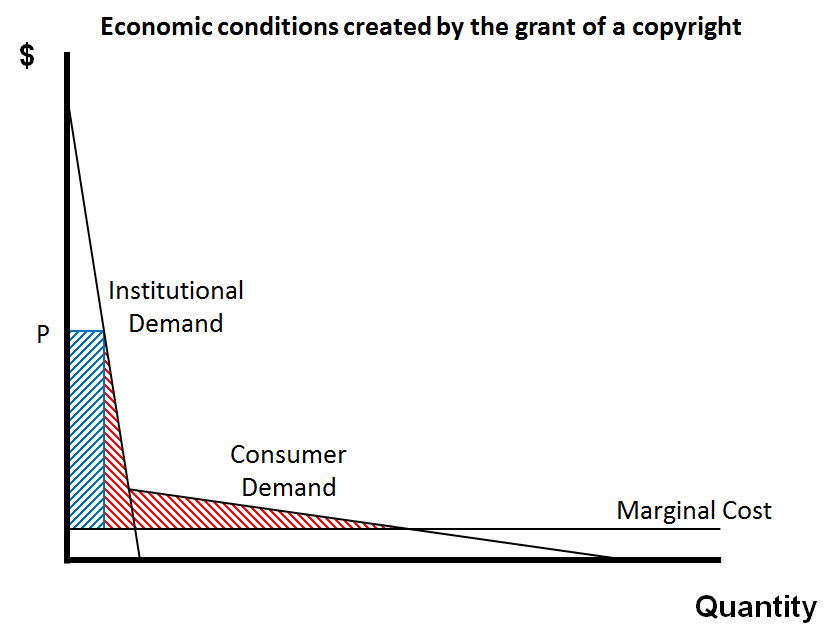 Economic conditions created by the grant of a copyright
$
Institutional
Demand
P
Consumer
Demand
Marginal Cost
Quantity